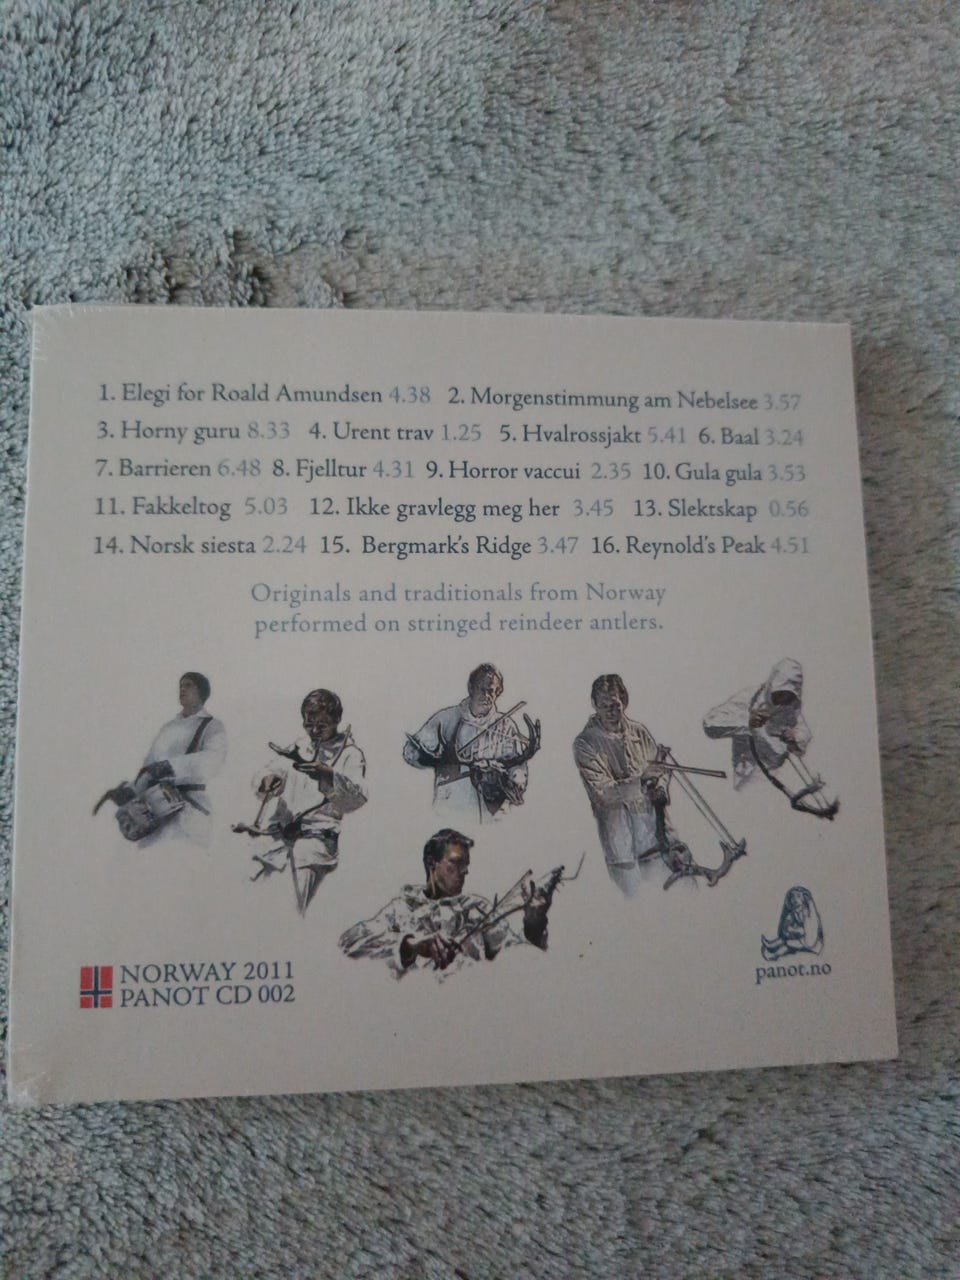 1. Elegi for Roald Amundsen 4.38 2. Morgenstimmung am Nebelsee 3.57
3. Horny guru 8.33 4. Urent trav 1.25 5. Hvalrossjakt 5.41 6. Baal 3.24
7. Barrieren 6.48 8. Fjelltur 4.31 9. Horror vaccui 2.35 10. Gula gula 3.53
11. Fakkeltog 5.03 12. Ikke gravlegg meg her 3.45 13. Slektskap 0.56
14. Norsk siesta 2.24 15. Bergmark's Ridge 3.47 16. Reynold's Peak 4.51
Originals and traditionals from Norway
performed on stringed reindeer antlers.
NORWAY 2011
PANOT CD 002
panot.no